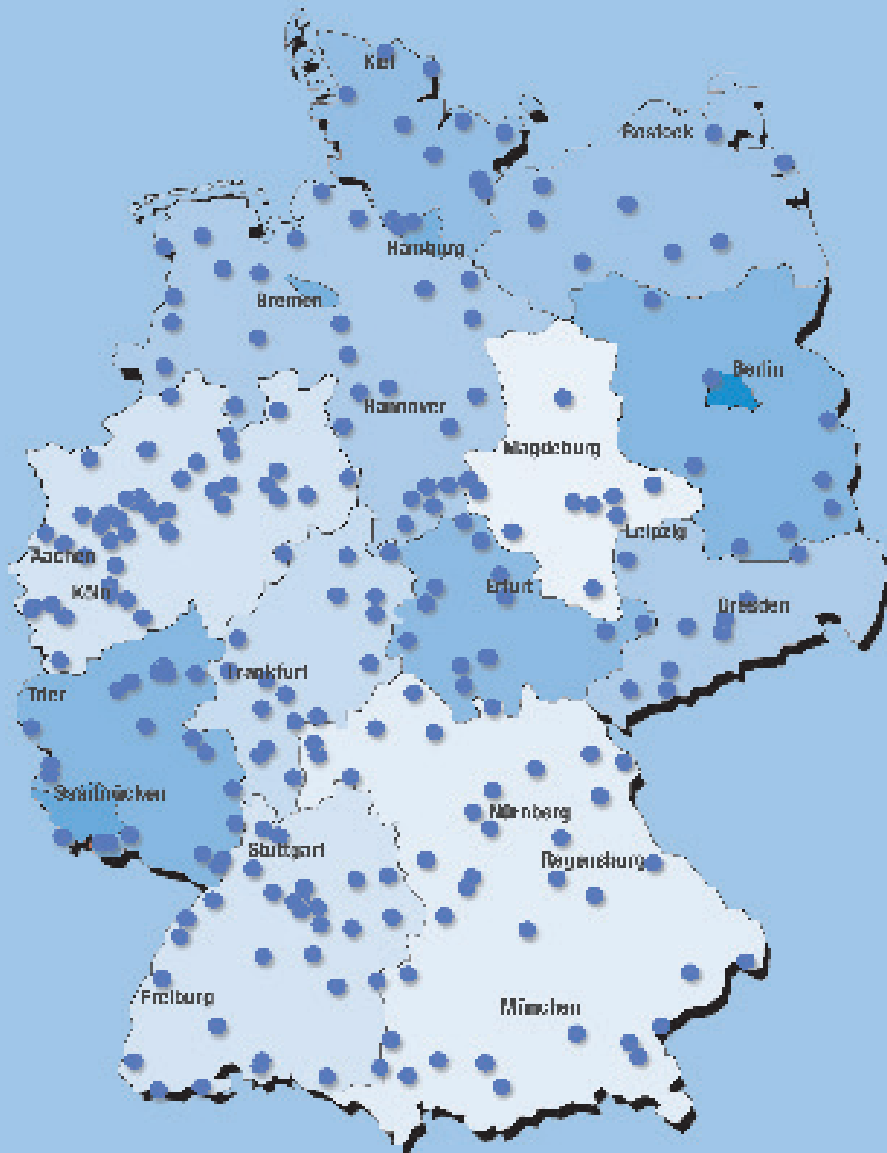 Kiel
Rostock
Hamburg
Bremen
Berlin
Hannover
Magdeburg
Leipzig
Aachen
Köln
Erfurt
Dresden
Frankfurt
Trier
Saarbrücken
Nürnberg
Stuttgart
Regensburg
Freiburg
München